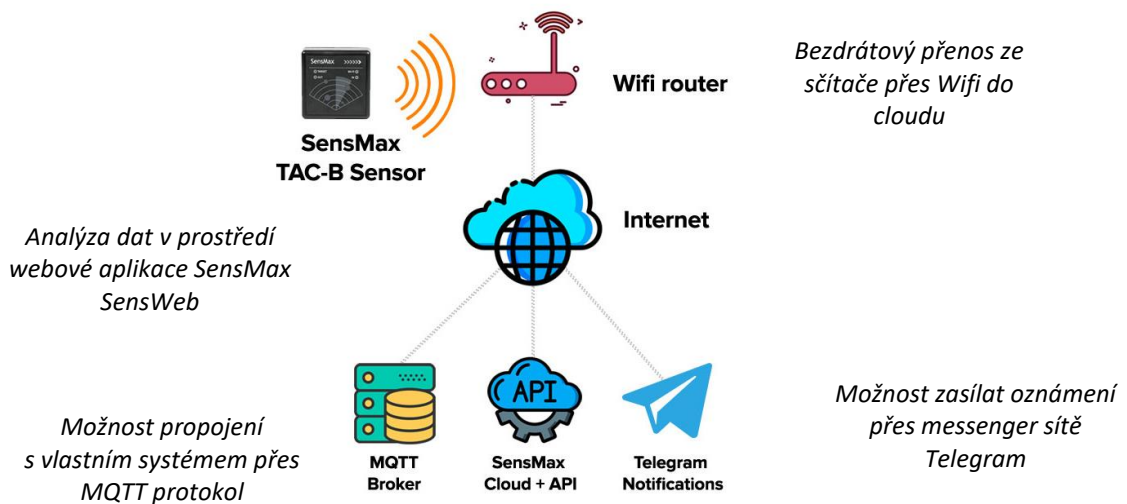 SensMax >>>>>
Wifi router
Bezdrátový přenos ze
sčítače přes Wifi do
cloudu
SensMax
TAC-B Sensor
Internet
Analýza dat v prostředí
webové aplikace SensMax
SensWeb
API
Možnost propojení
s vlastním systémem přes
MQTT protokol
MQTT
Broker
SensMax
Cloud + API
Telegram
Notifications
Možnost zasílat oznámení
přes messenger sítě
Telegram